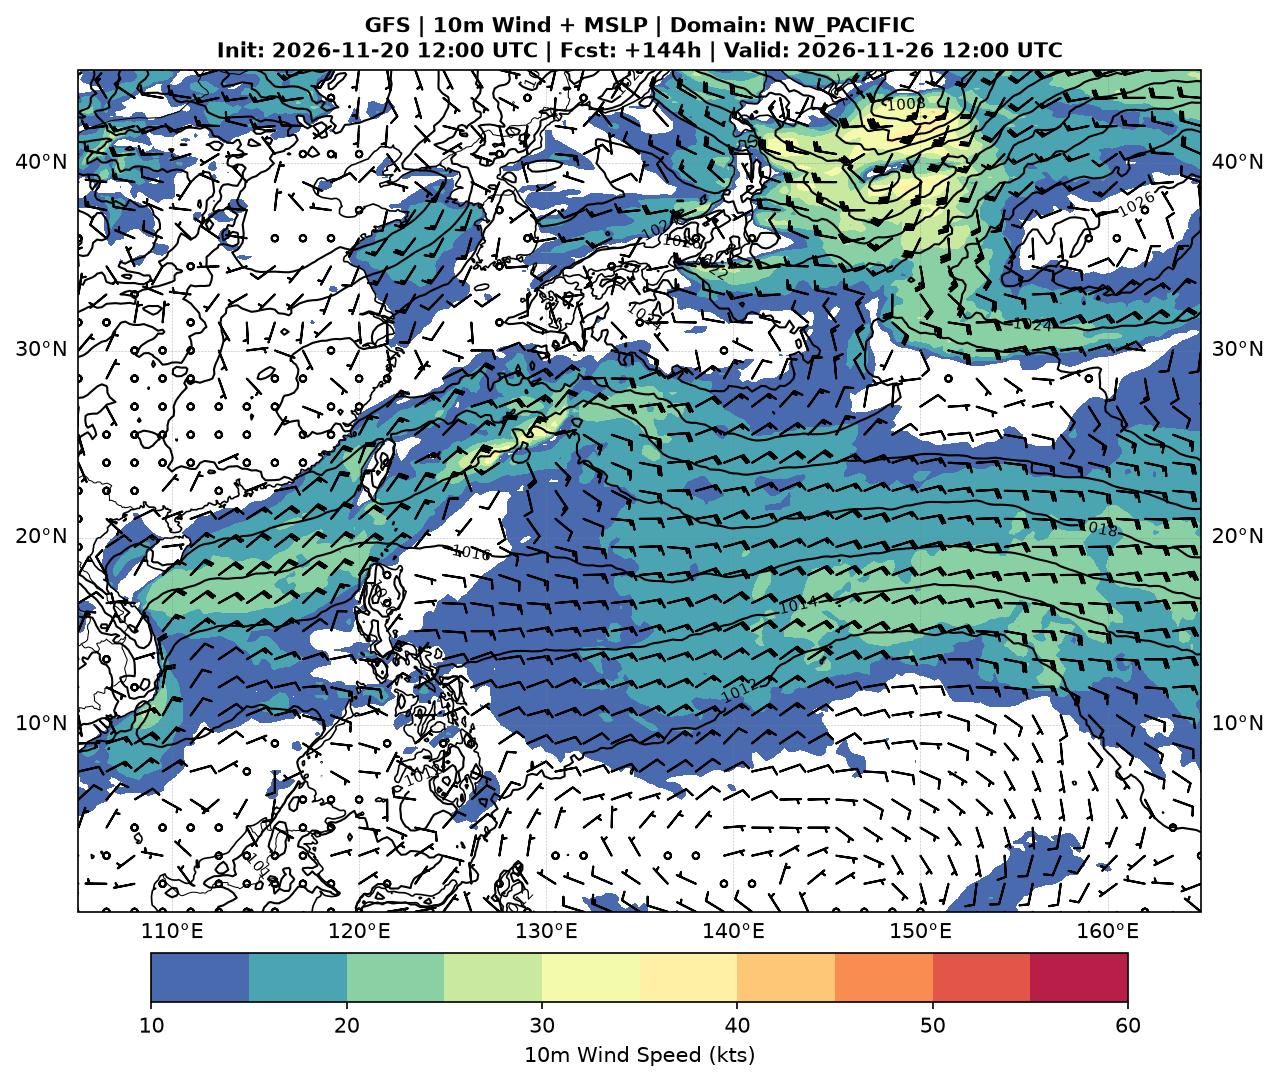 GFS | 10m Wind + MSLP | Domain: NW_PACIFIC
Init: 2026-11-20 12:00 UTC | Fcst: +144h | Valid: 2026-11-26 12:00 UTC
1008
40°N
40°N
1026
1024
30°N
30°N
1016
20°N
1018
20°N
1014
1012
10°N
10°N
110°E
120°E
130°E
140°E
150°E
160°E
10
20
30
40
50
60
10m Wind Speed (kts)